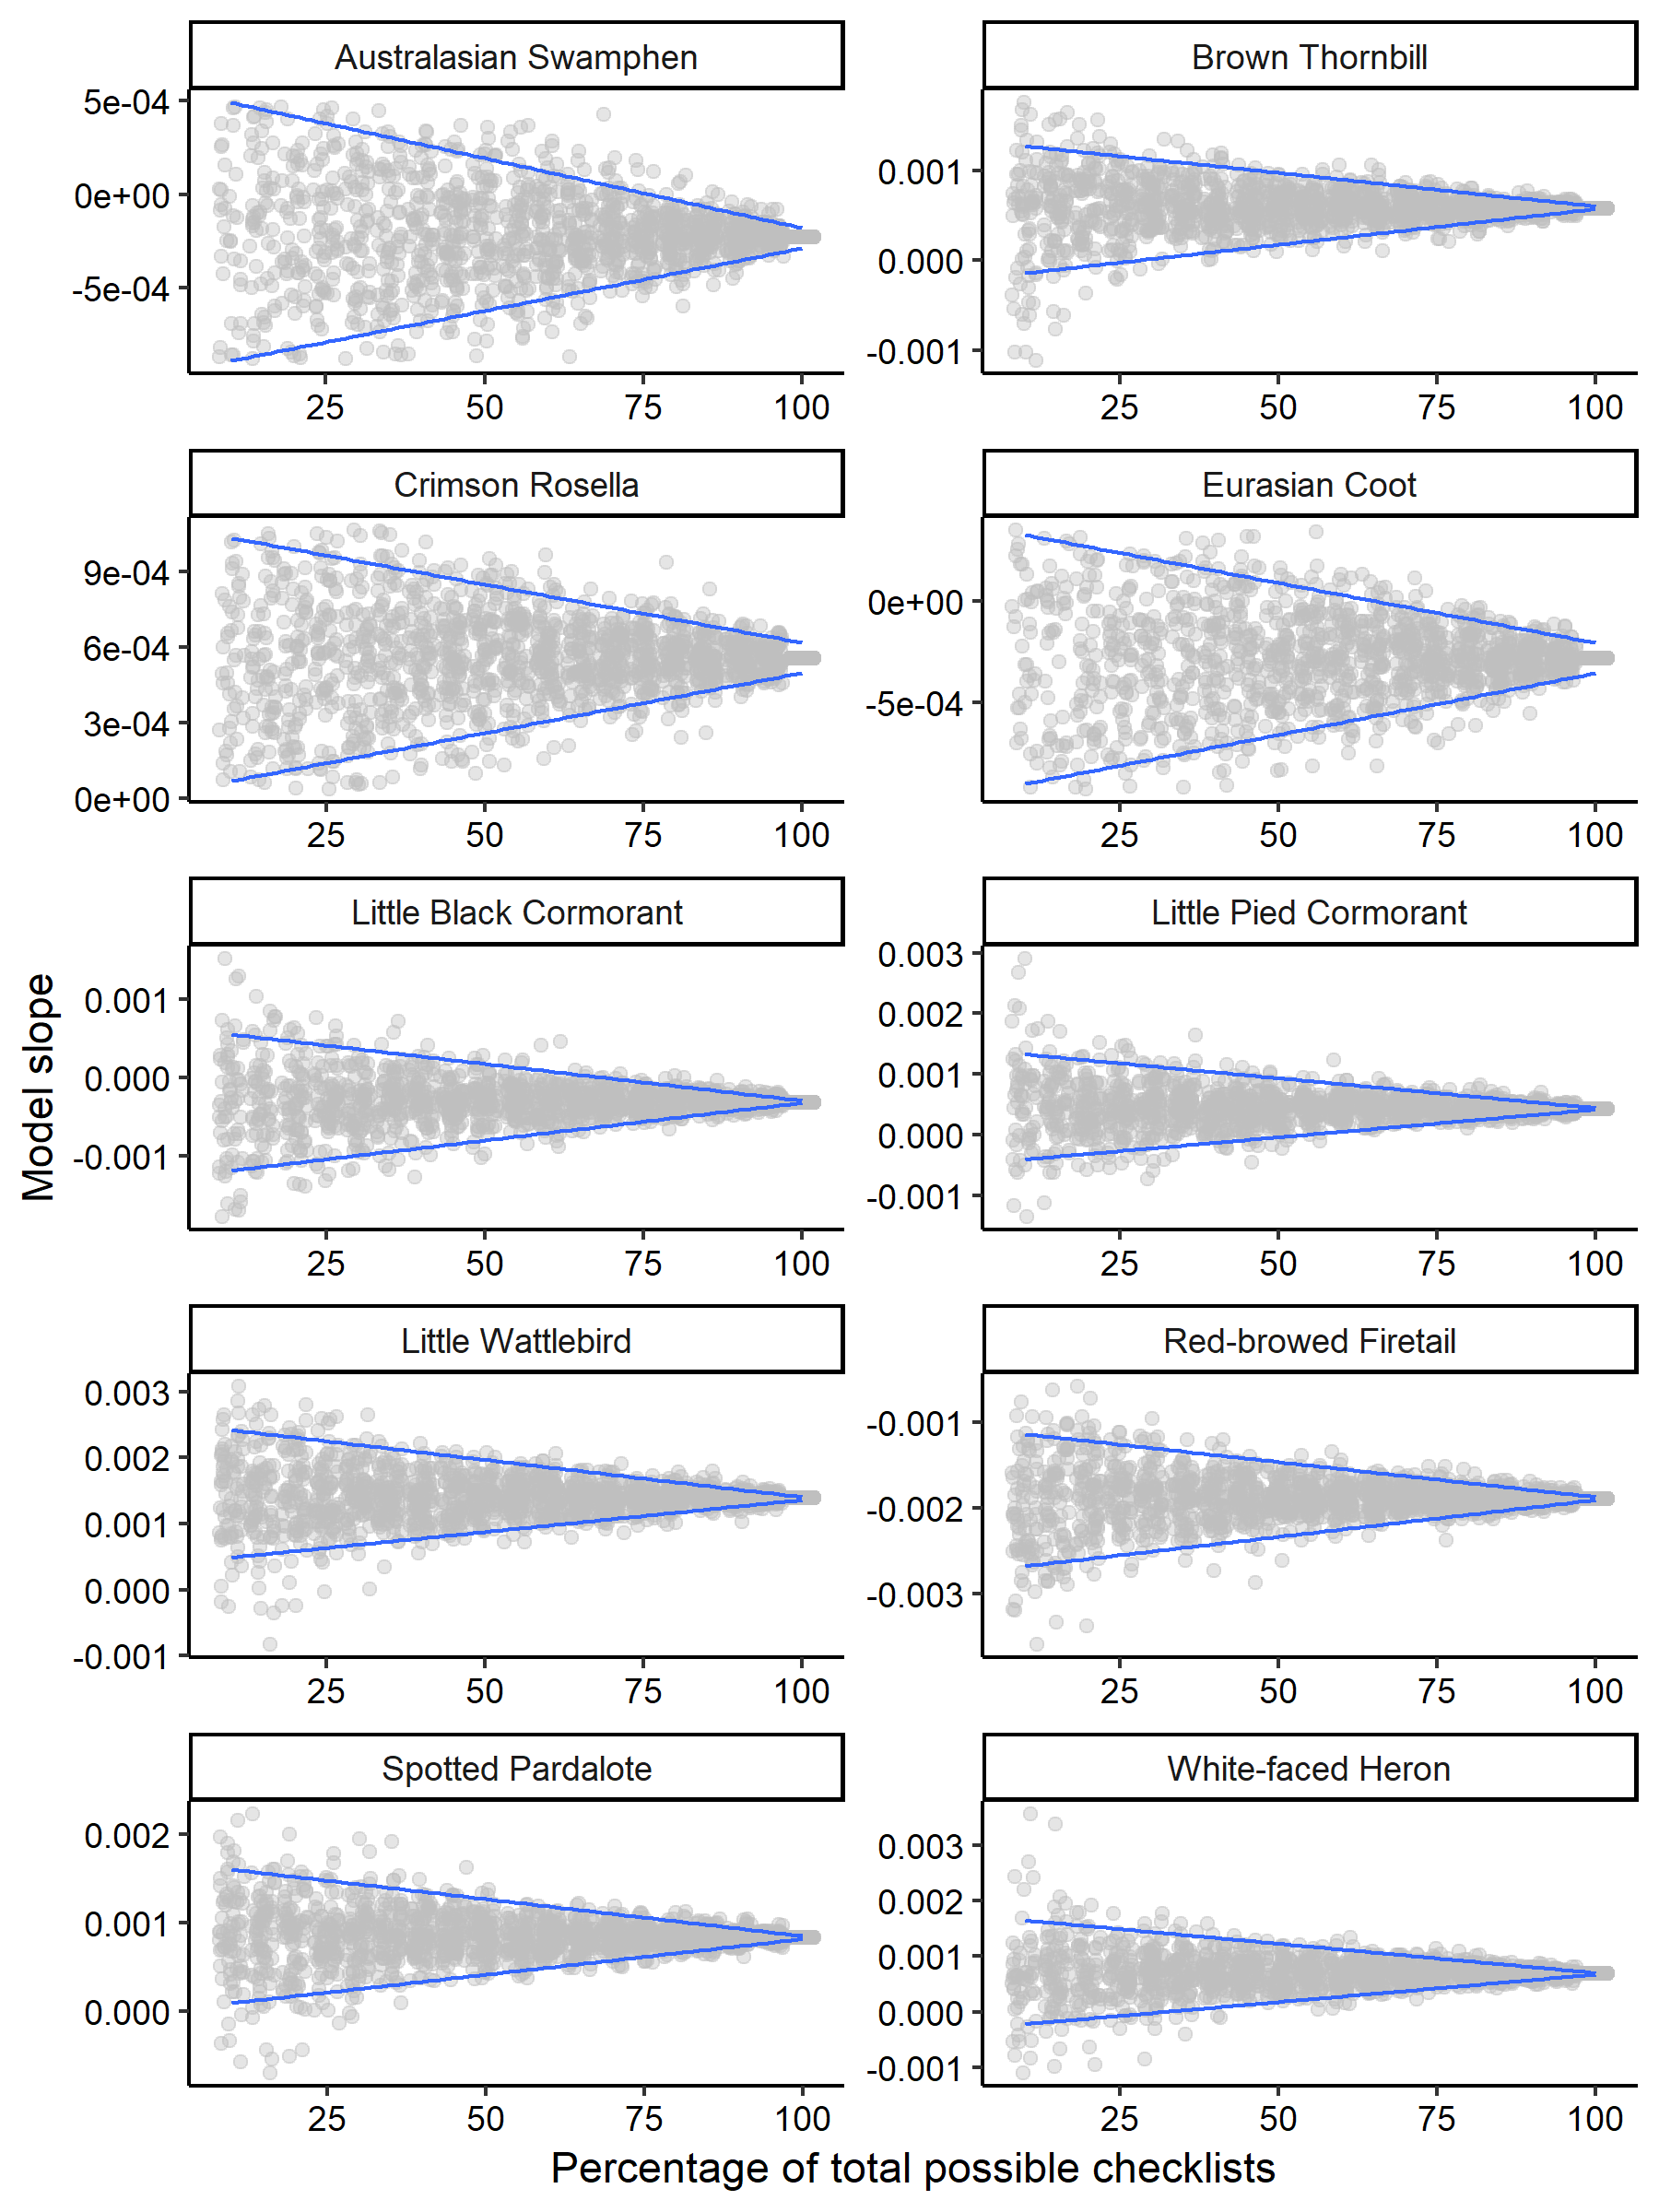 Australasian Swamphen
5e-04
0e+00
-5e-04
25 50 75 100
Brown Thornbill
0.001
0.000
-0.001
25 50 75 100
Crimson Rosella
9e-04
6e-04
3e-04
0e+00
25 50 75 100
Eurasian Coot
0e+00
-5e-04
25 50 75 100
Little Black Cormorant
0.001
0.000
-0.001
25 50 75 100
Little Pied Cormorant
0.003
0.002
0.001
0.000
-0.001
25 50 75 100
Little Wattlebird
0.003
0.002
0.001
0.000
-0.001
25 50 75 100
Red-browed Firetail
-0.001
-0.002
-0.003
25 50 75 100
Spotted Pardalote
0.002
0.001
0.000
25 50 75 100
White-faced Heron
0.003
0.002
0.001
0.000
-0.001
25 50 75 100
Model slope
Percentage of total possible checklists